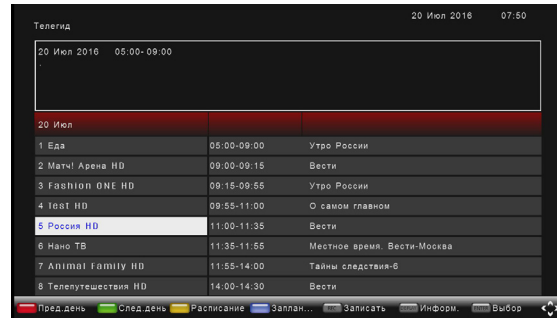 20 Июл 2016 07:50
Телегид
20 Июл 2016 05:00-09:00
.
20 Июл
1 Еда 05:00-09:00 Утро России
2 Матч! Арена HD 09:00-09:15 Вести
3 Fashion ONE HD 09:15-09:55 Утро России
4 Test HD 09:55-11:00 О самом главном
5 Россия HD 11:00-11:35 Вести
6 Нано ТВ 11:35-11:55 Местное время. Вести-Москва
7 Animal Family HD 11:55-14:00 Тайны следствия-6
8 Телепутешествия HD 14:00-14:30 Вести
Пред.день След.день Расписание Заплан... Записать Информ. Выбор